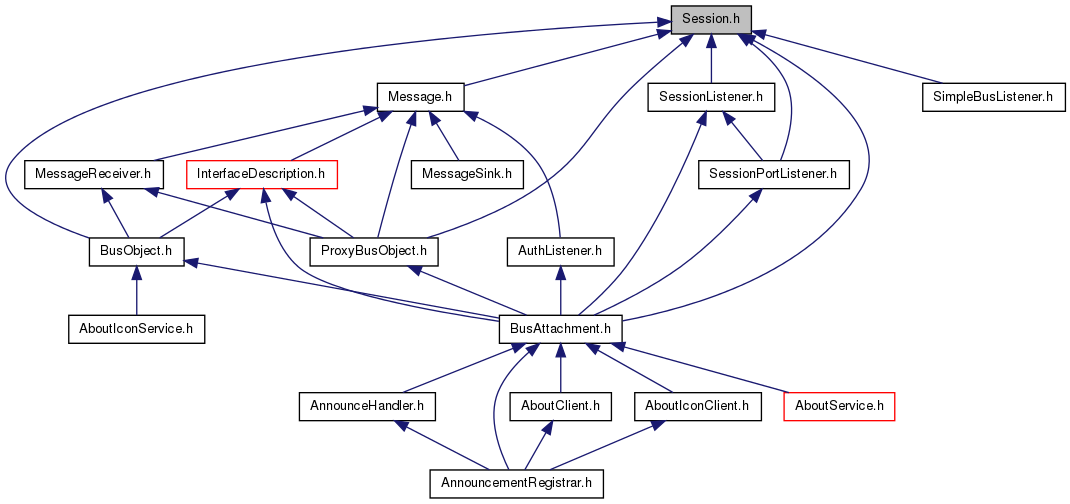 Session.h
Message.h
SessionListener.h
SimpleBusListener.h
MessageReceiver.h
InterfaceDescription.h
MessageSink.h
SessionPortListener.h
BusObject.h
ProxyBusObject.h
AuthListener.h
AboutIconService.h
BusAttachment.h
AnnounceHandler.h
AboutClient.h
AboutIconClient.h
AboutService.h
AnnouncementRegistrar.h